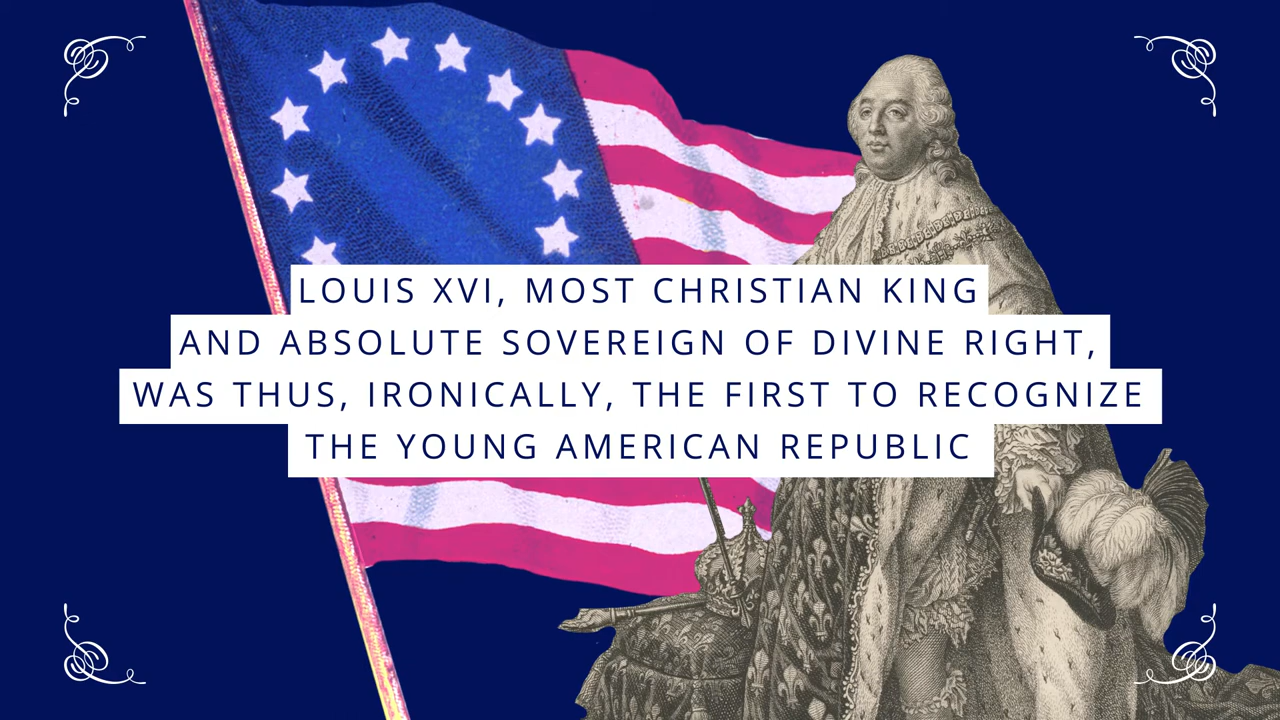 LOUIS XVI, MOST CHRISTIAN KING
AND ABSOLUTE SOVEREIGN OF DIVINE RIGHT,
WAS THUS, IRONICALLY, THE FIRST TO RECOGNIZE
THE YOUNG AMERICAN REPUBLIC